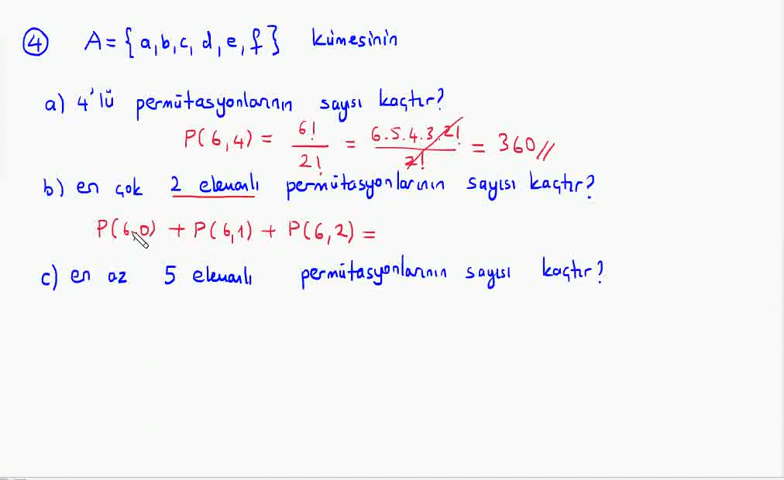 4 A = {a, b, c, d, e, f} kümesinin
a) 4'lü permütasyonlarının sayısı kaçtır?
P(6,4) = 6!/2! = 6.5.4.3.2!/2! = 360//
b) en çok 2 elemanlı permütasyonlarının sayısı kaçtır?
P(6,0) + P(6,1) + P(6,2) =
c) en az 5 elemanlı permütasyonlarının sayısı kaçtır?